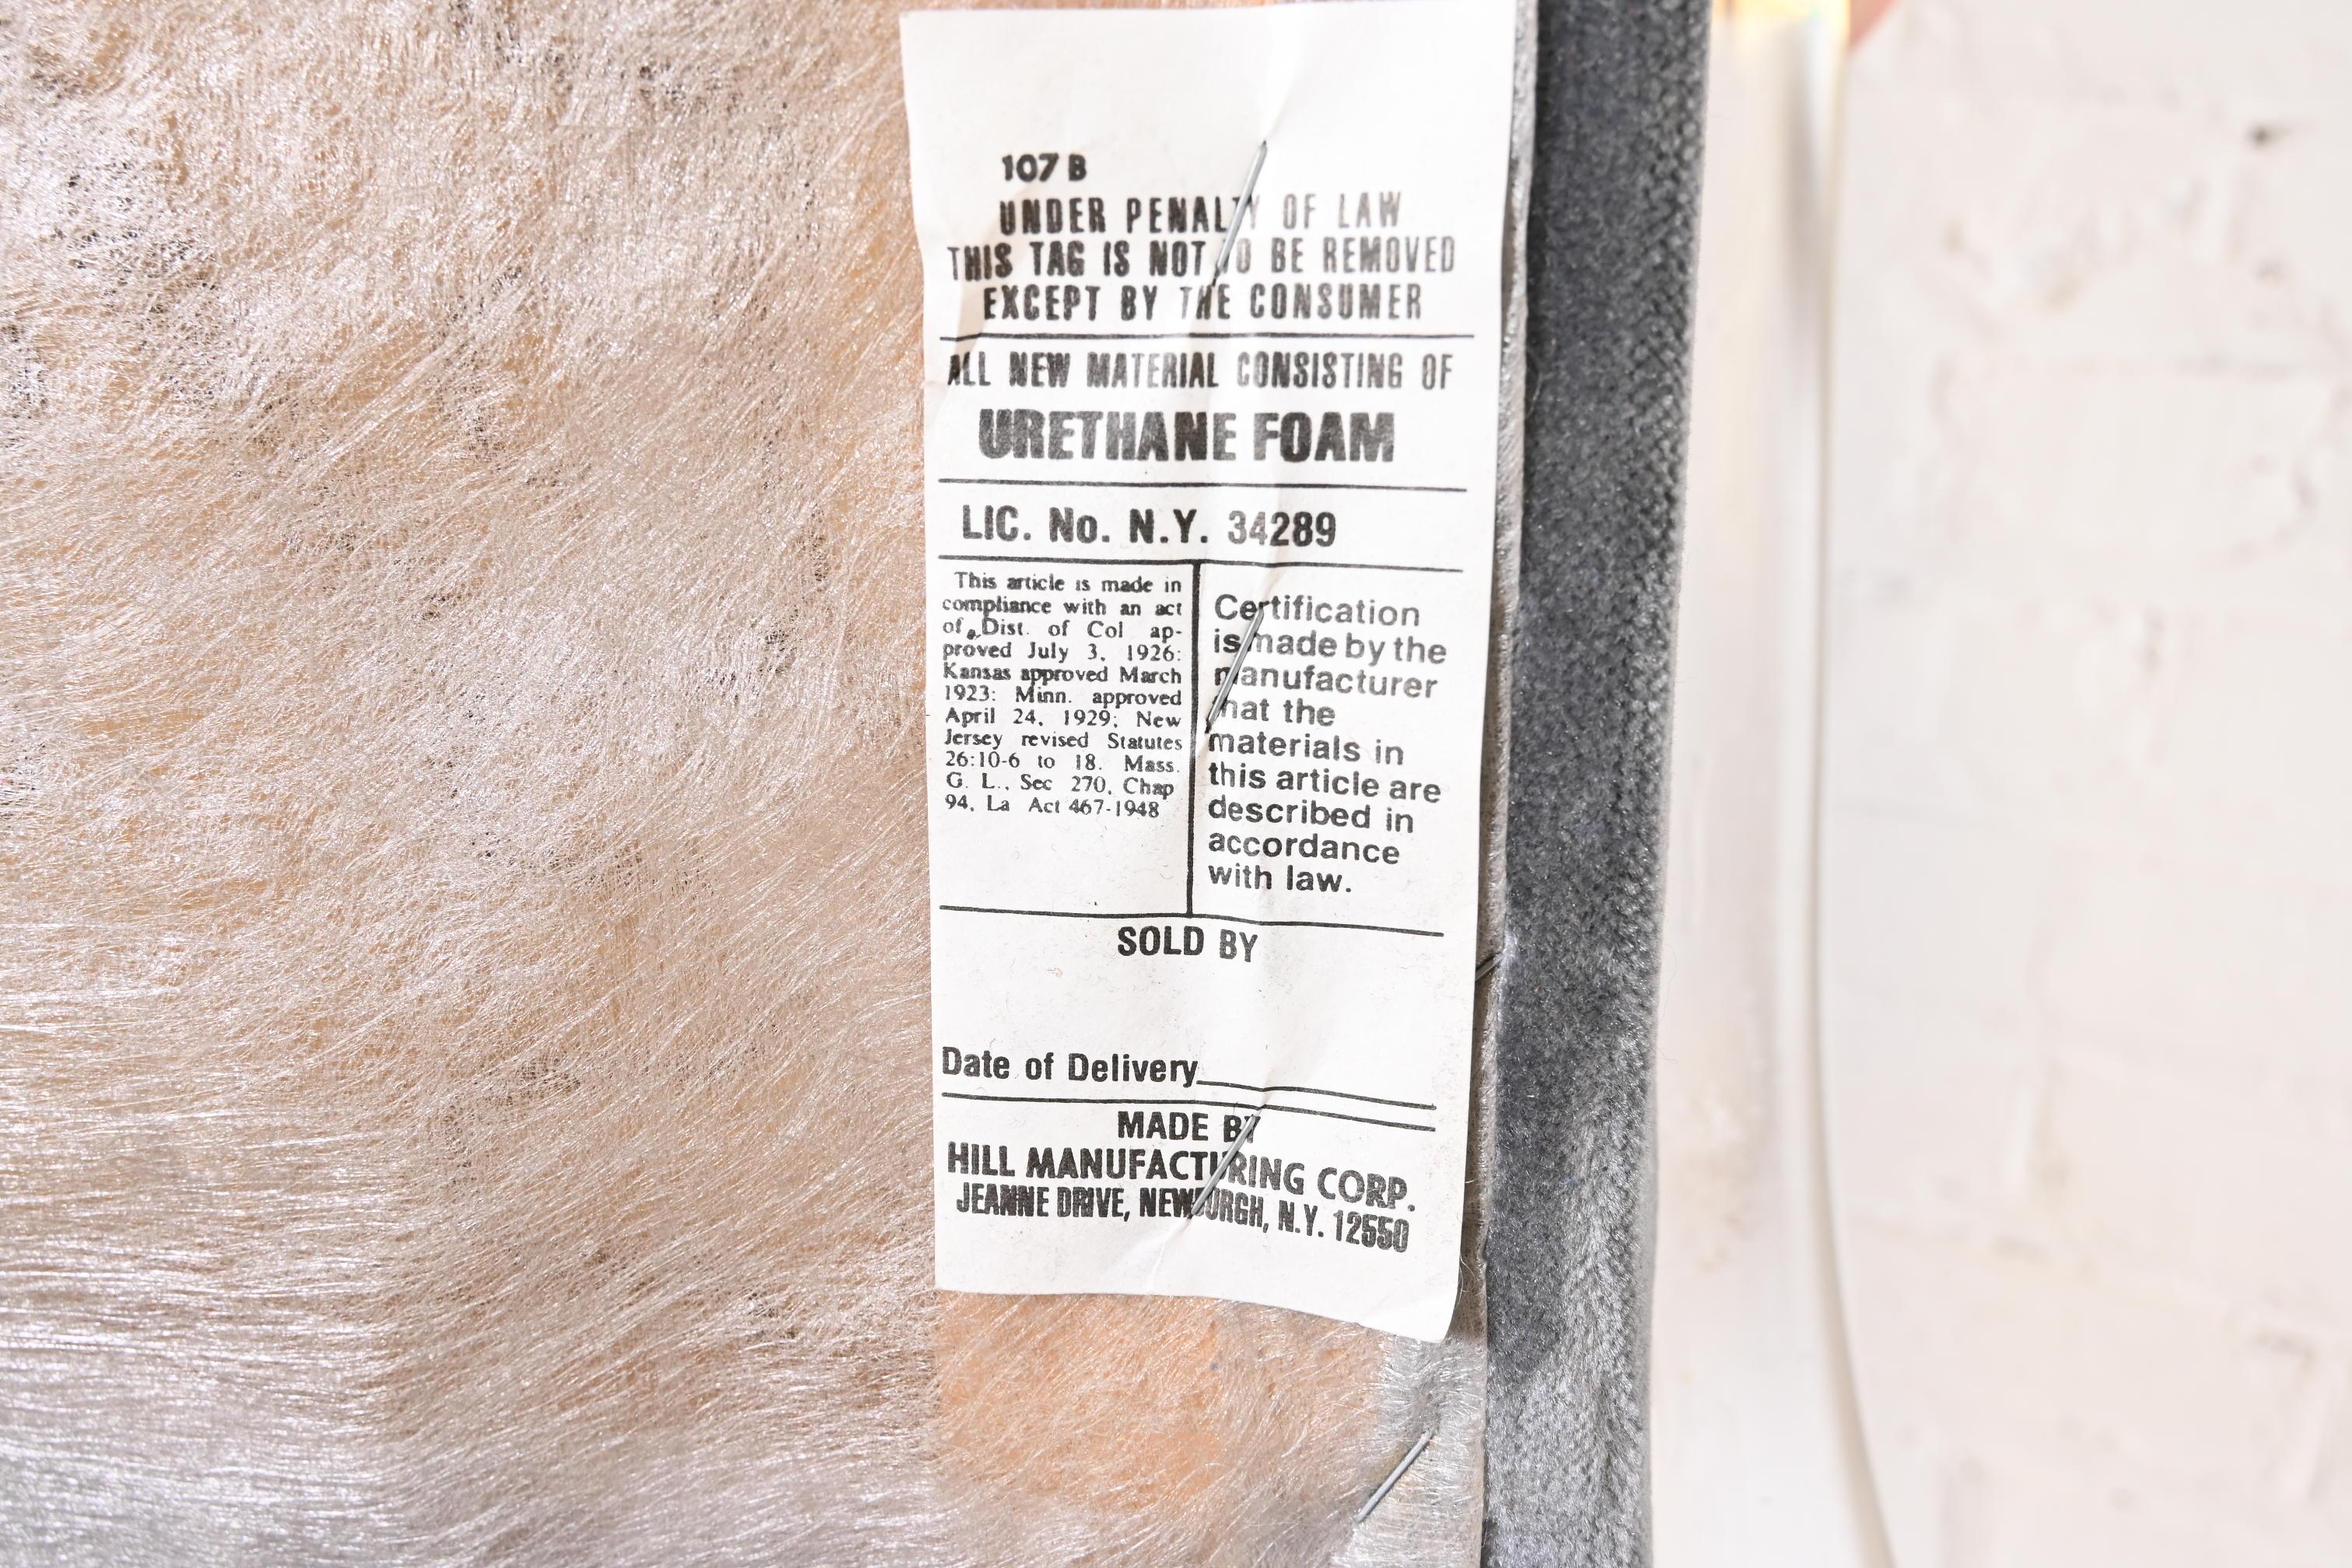 107 B
UNDER PENALTY OF LAW
THIS TAG IS NOT TO BE REMOVED
EXCEPT BY THE CONSUMER
ALL NEW MATERIAL CONSISTING OF
URETHANE FOAM
LIC. No. N.Y. 34289
This article is made in
compliance with an act
of Dist. of Col ap-
proved July 3, 1926:
Kansas approved March
1923: Minn. approved
April 24, 1929; New
Jersey revised Statutes
26:10-6 to 18. Mass.
G. L., Sec 270, Chap
94, La Act 467-1948
Certification
is made by the
manufacturer
that the
materials in
this article are
described in
accordance
with law.
SOLD BY
Date of Delivery
MADE BY
HILL MANUFACTURING CORP.
JEANNE DRIVE, NEWBURGH, N.Y. 12550